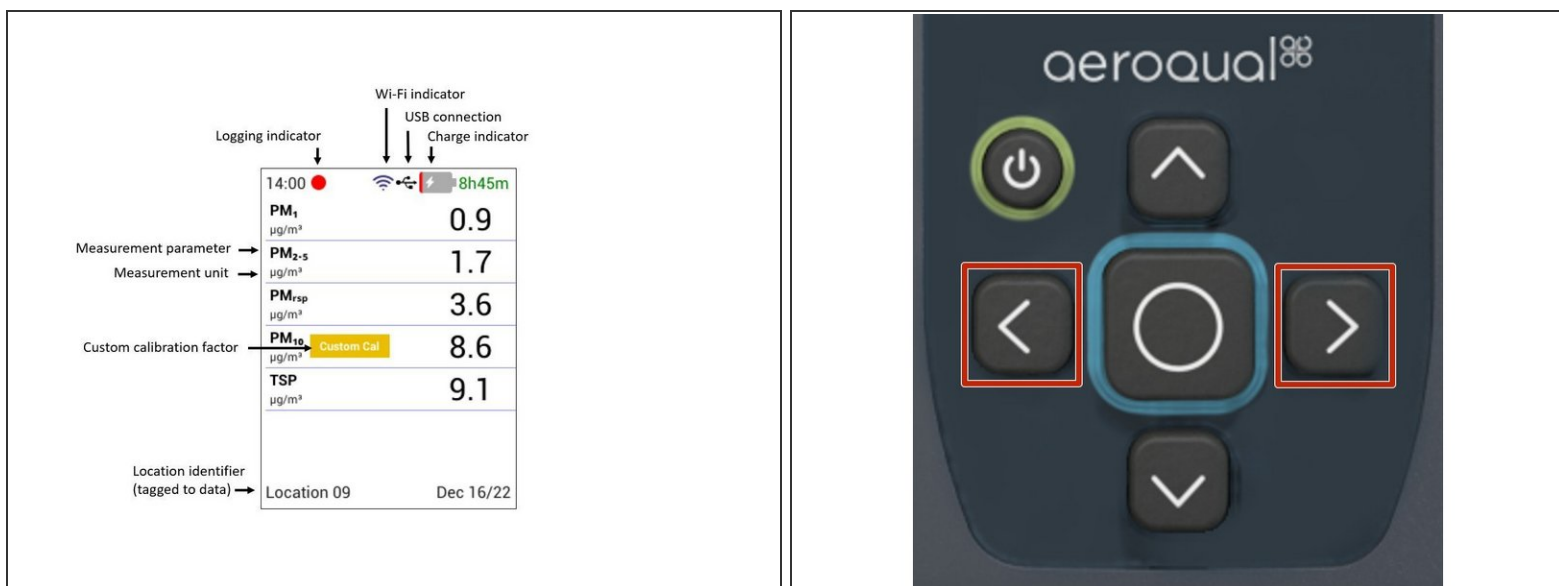 Wi-Fi indicator
USB connection
Logging indicator
Charge indicator
14:00 8h45m
PM₁ 0.9
µg/m³
Measurement parameter
PM₂.₅ 1.7
Measurement unit
µg/m³
PMrsp 3.6
µg/m³
Custom calibration factor
PM₁₀ Custom Cal 8.6
µg/m³
TSP 9.1
µg/m³
Location identifier
(tagged to data)
Location 09 Dec 16/22
aeroqual